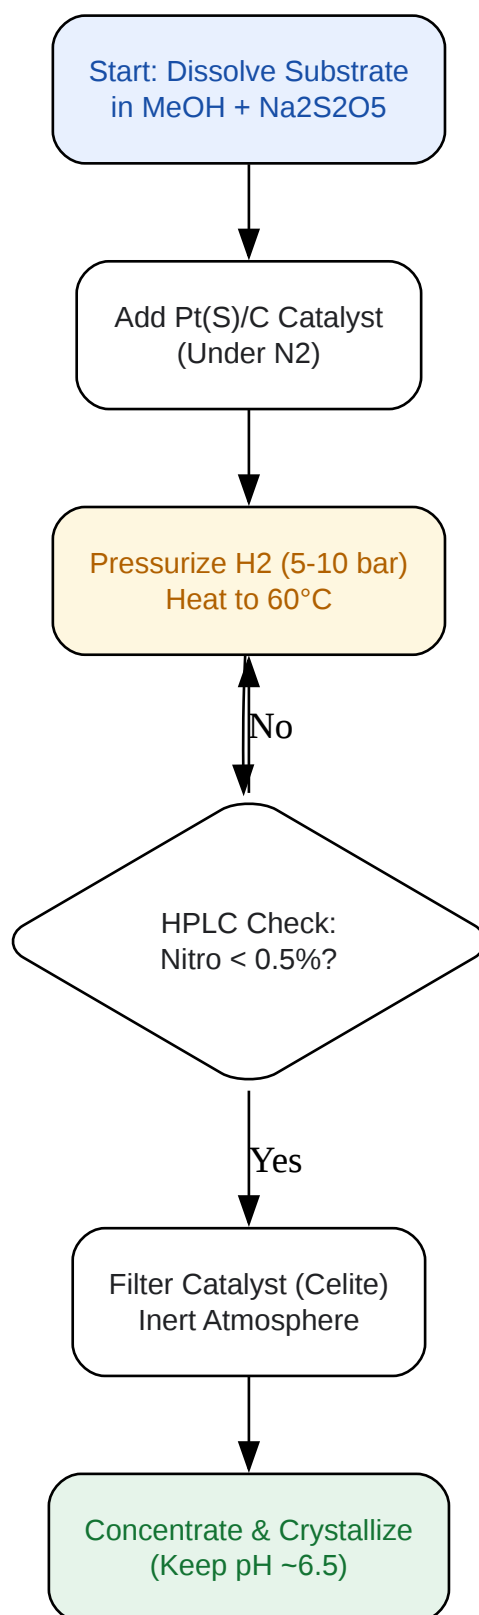 Start: Dissolve Substrate
in MeOH + Na2S2O5
Add Pt(S)/C Catalyst
(Under N2)
Pressurize H2 (5-10 bar)
Heat to 60°C
No
HPLC Check:
Nitro < 0.5%?
Yes
Filter Catalyst (Celite)
Inert Atmosphere
Concentrate & Crystallize
(Keep pH ~6.5)